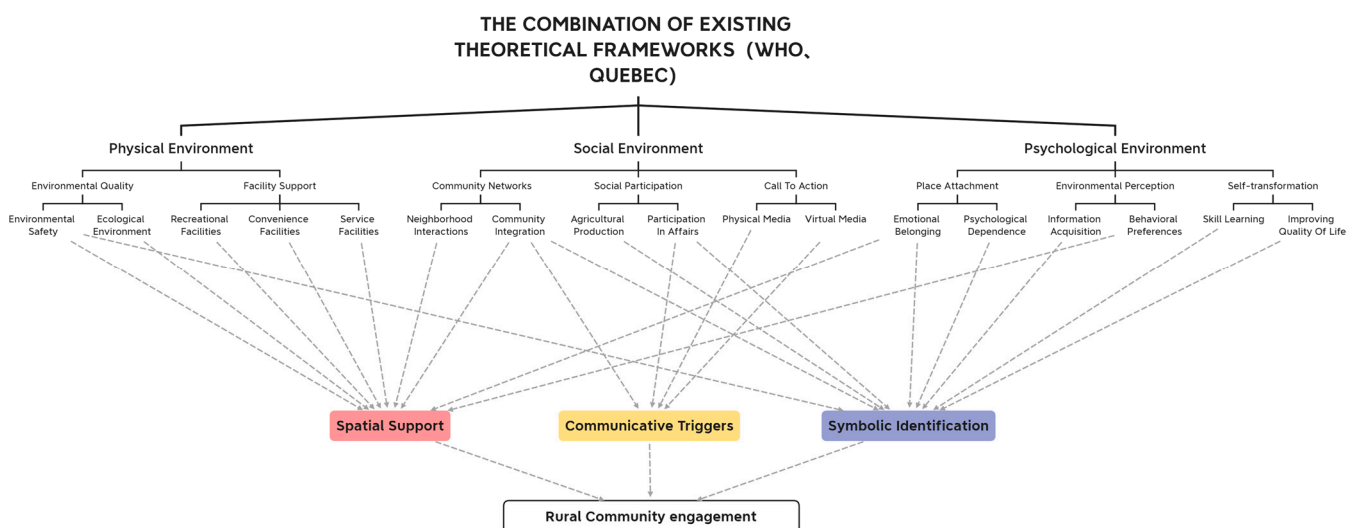 THE COMBINATION OF EXISTING
THEORETICAL FRAMEWORKS（WHO、
QUEBEC）
Physical Environment
Social Environment
Psychological Environment
Environmental Quality
Facility Support
Community Networks
Social Participation
Call To Action
Place Attachment
Environmental Perception
Self-transformation
Environmental
Safety
Ecological
Environment
Recreational
Facilities
Convenience
Facilities
Service
Facilities
Neighborhood
Interactions
Community
Integration
Agricultural
Production
Participation
In Affairs
Physical Media
Virtual Media
Emotional
Belonging
Psychological
Dependence
Information
Acquisition
Behavioral
Preferences
Skill Learning
Improving
Quality Of Life
Spatial Support
Communicative Triggers
Symbolic Identification
Rural Community engagement